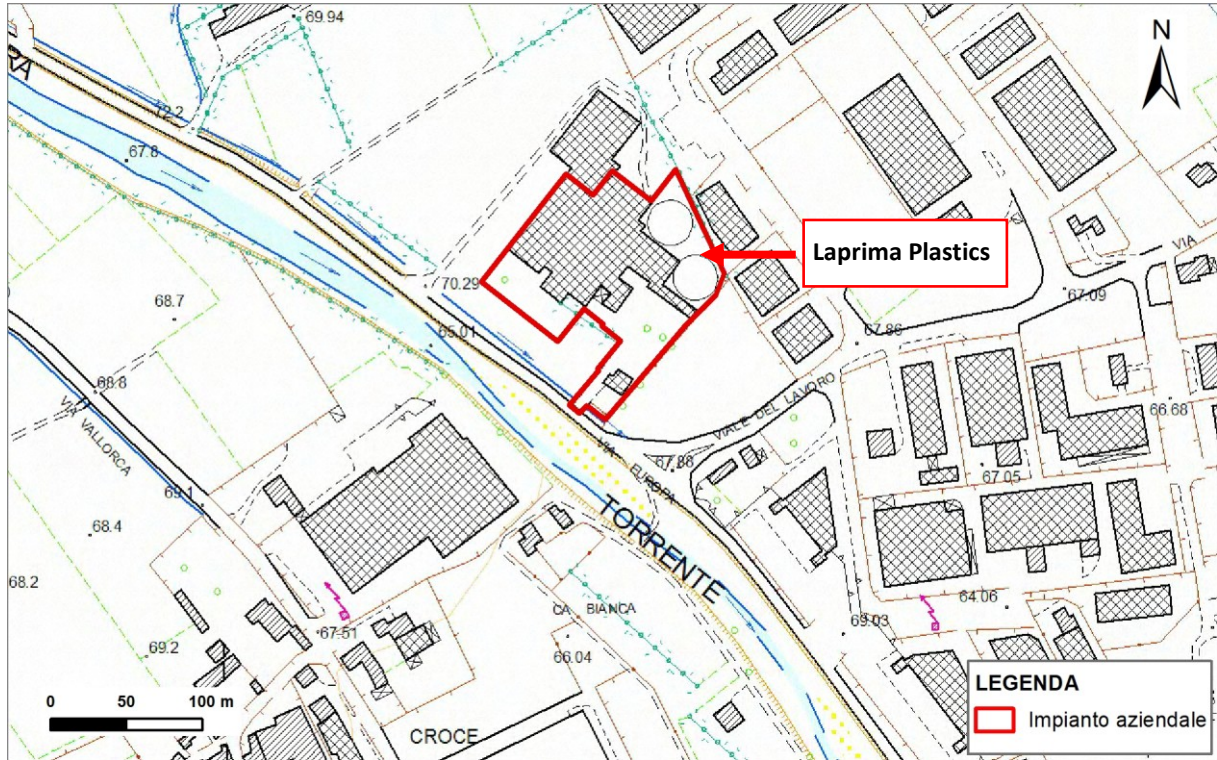 69.94
N
RA
72.2
67.8
Laprima Plastics
VIA
70.29
67.09
68.7
65.01
67.86
68.8
VIALE DEL LAVORO
66.68
VIA VALLORCA
VIA EUROPA
67.86
67.05
69.1
68.4
TORRENTE
68.2
64.06
CA BIANCA
67.51
69.03
69.2
66.04
LEGENDA
0 50 100 m
Impianto aziendale
CROCE